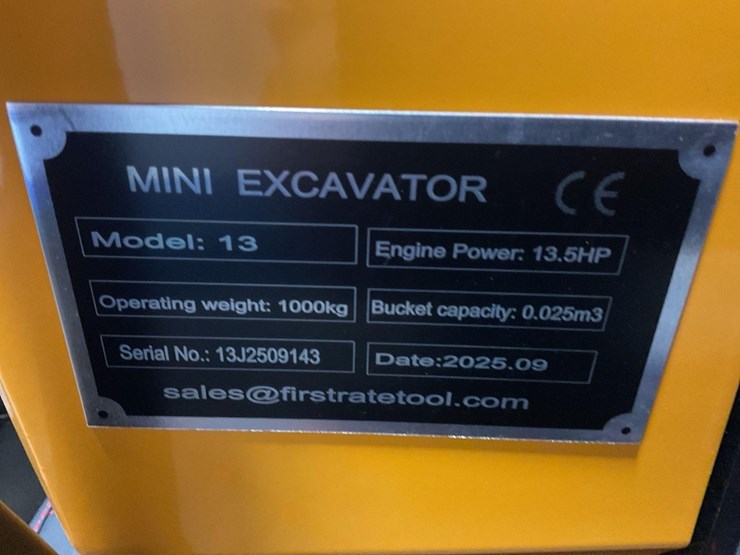 MINI EXCAVATOR CE
Model: 13
Engine Power: 13.5HP
Operating weight: 1000kg
Bucket capacity: 0.025m3
Serial No.: 13J2509143
Date:2025.09
sales@firstratetool.com